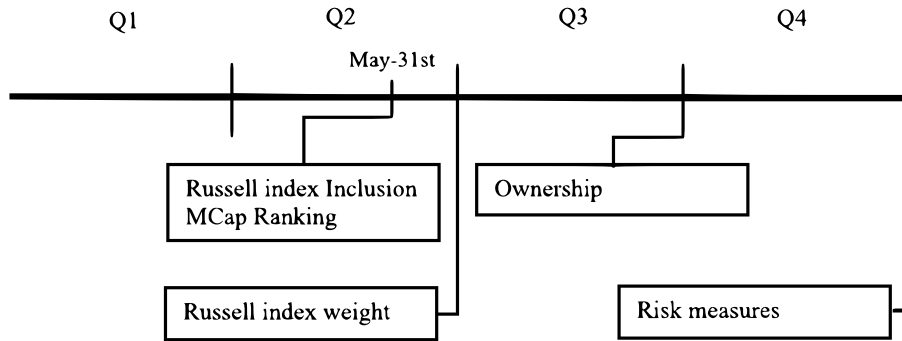 Q1
Q2
Q3
Q4
May-31st
Russell index Inclusion
MCap Ranking
Ownership
Russell index weight
Risk measures